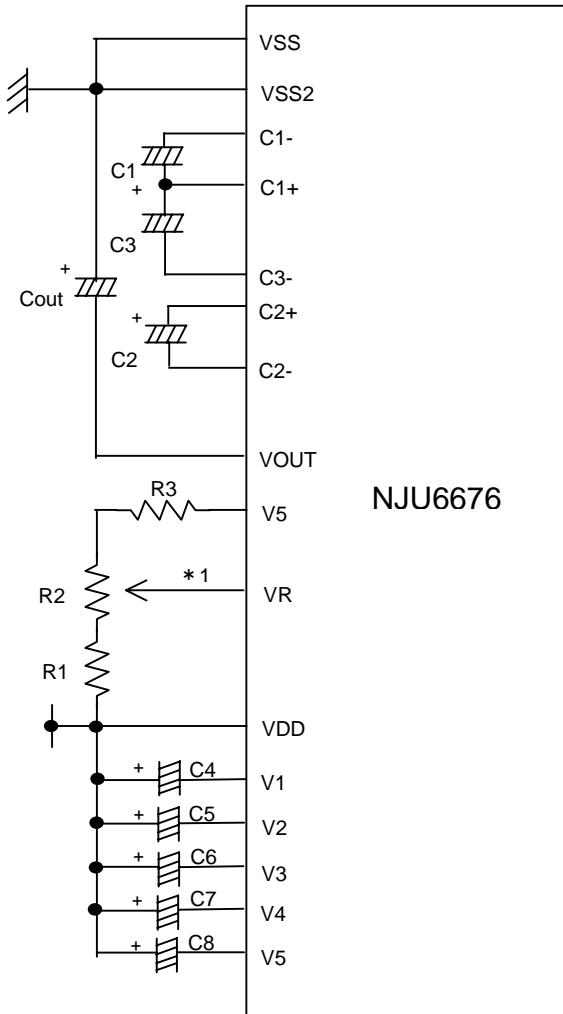 VSS
VSS2
C1-
C1
+
C1+
C3
C3-
+
Cout
+
C2+
C2
C2-
VOUT
NJU6676
R3
V5
*1
R2
VR
R1
VDD
+ C4
V1
+ C5
V2
+ C6
V3
+ C7
V4
+ C8
V5